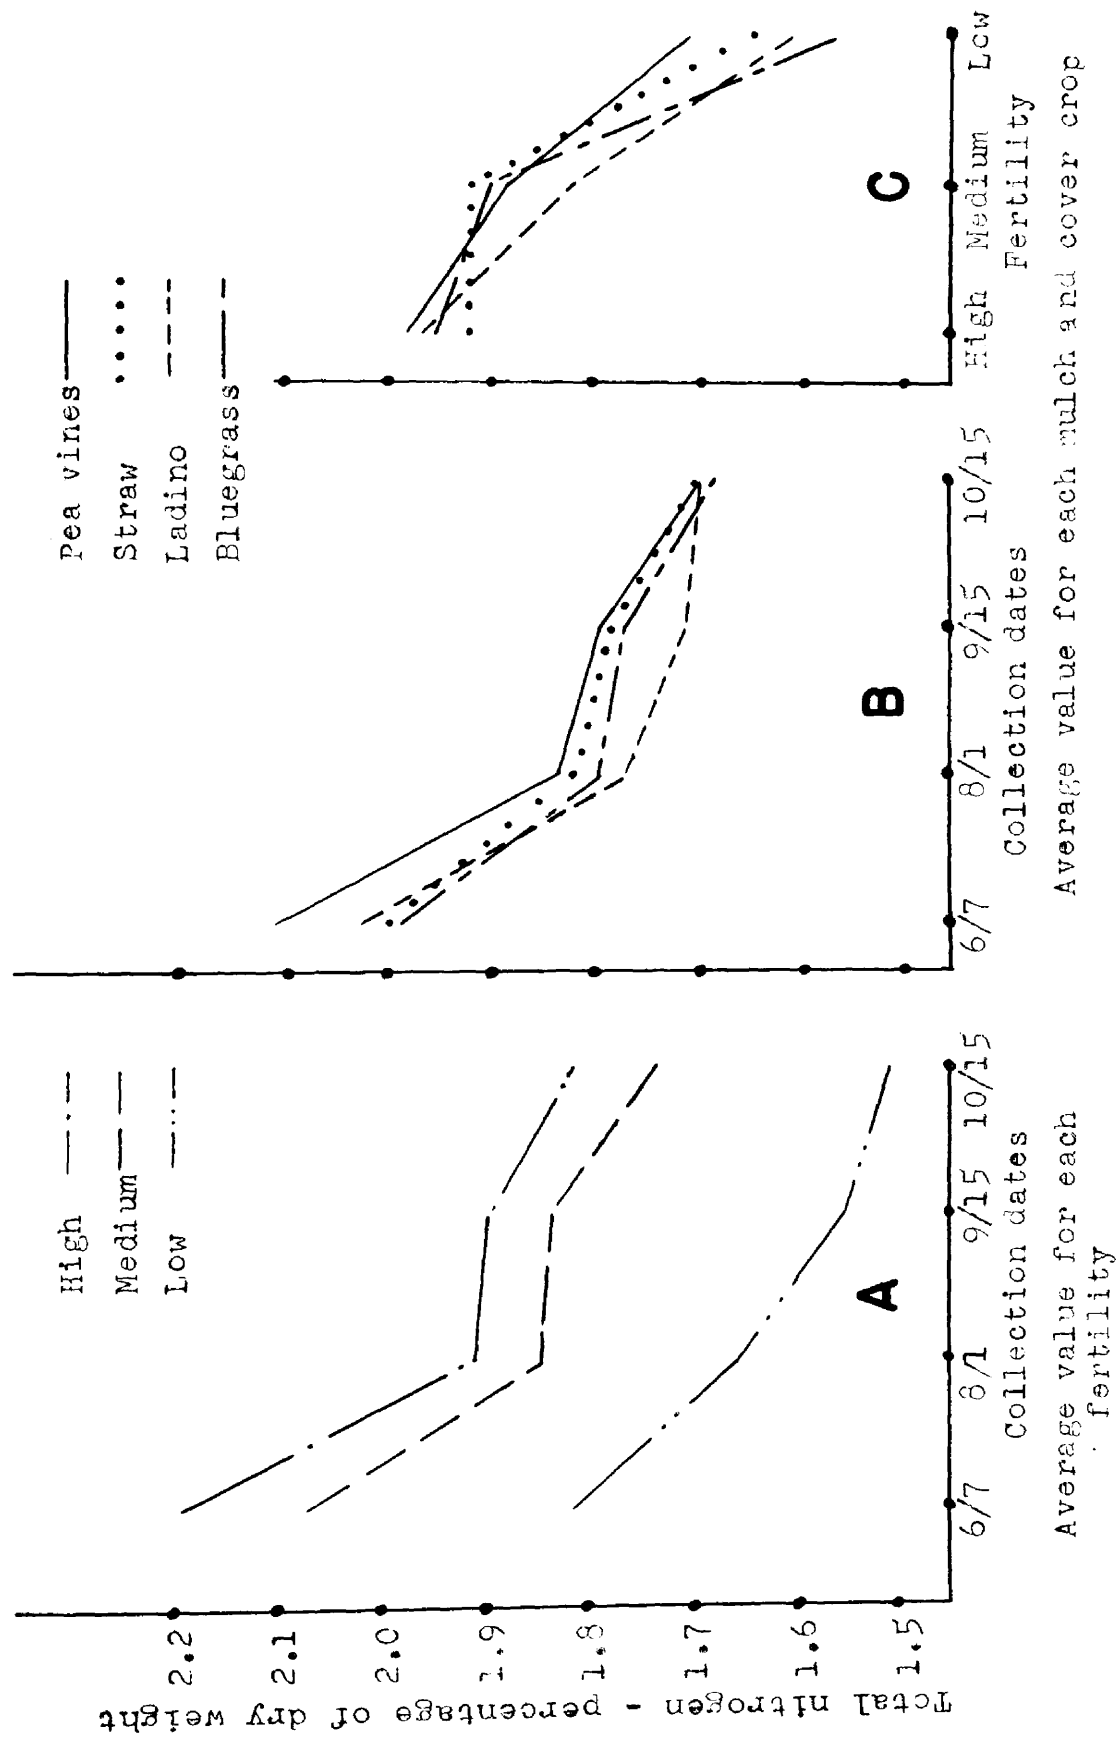 Total nitrogen - percentage of dry weight
2.2
2.1
2.0
1.9
1.8
1.7
1.6
1.5
High
Medium
Low
A
6/7 8/1 9/15 10/15
Collection dates
Average value for each
fertility
Pea vines
Straw
Ladino
Bluegrass
B
6/7 8/1 9/15 10/15
Collection dates
C
High Medium Low
Fertility
Average value for each mulch and cover crop